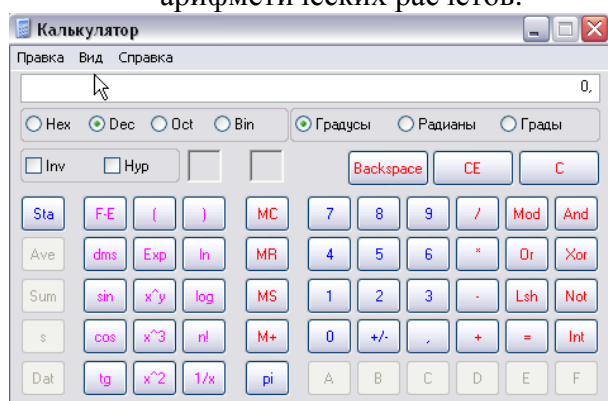 арифметических расчетов.
Калькулятор
Правка Вид Справка
0,
Hex Dec Oct Bin Градусы Радианы Грады
Inv Hyp Backspace CE C
Sta F-E ( ) MC 7 8 9 / Mod And
Ave dms Exp ln MR 4 5 6 * Or Xor
Sum sin x^y log MS 1 2 3 - Lsh Not
s cos x^3 n! M+ 0 +/- , + = Int
Dat tg x^2 1/x pi A B C D E F